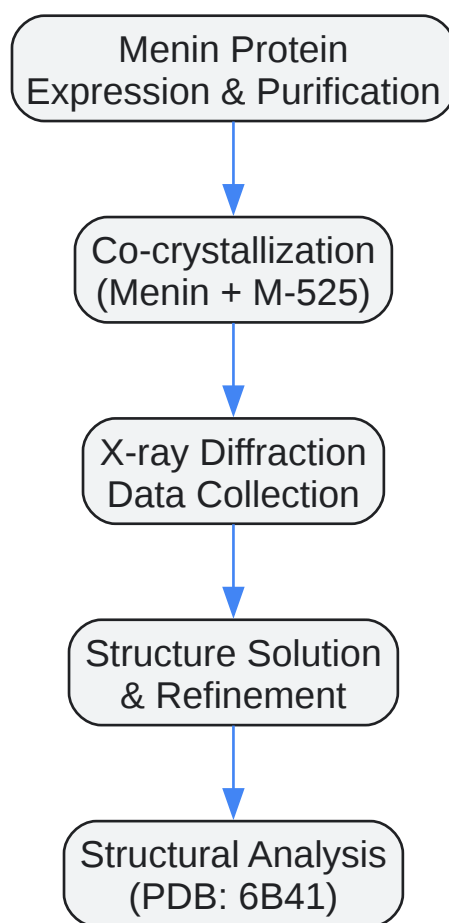 Menin Protein
Expression & Purification
Co-crystallization
(Menin + M-525)
X-ray Diffraction
Data Collection
Structure Solution
& Refinement
Structural Analysis
(PDB: 6B41)